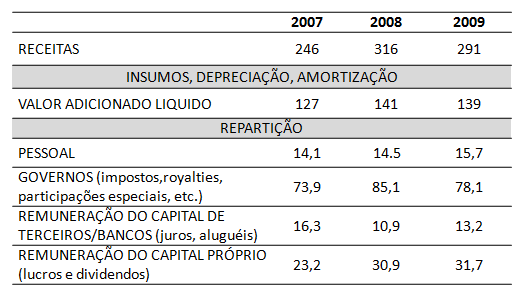 2007 2008 2009
RECEITAS 246 316 291
INSUMOS, DEPRECIAÇÃO, AMORTIZAÇÃO
VALOR ADICIONADO LIQUIDO 127 141 139
REPARTIÇÃO
PESSOAL 14,1 14.5 15,7
GOVERNOS (impostos,royalties,
participações especiais, etc.) 73,9 85,1 78,1
REMUNERAÇÃO DO CAPITAL DE
TERCEIROS/BANCOS (juros, aluguéis) 16,3 10,9 13,2
REMUNERAÇÃO DO CAPITAL PRÓPRIO
(lucros e dividendos) 23,2 30,9 31,7